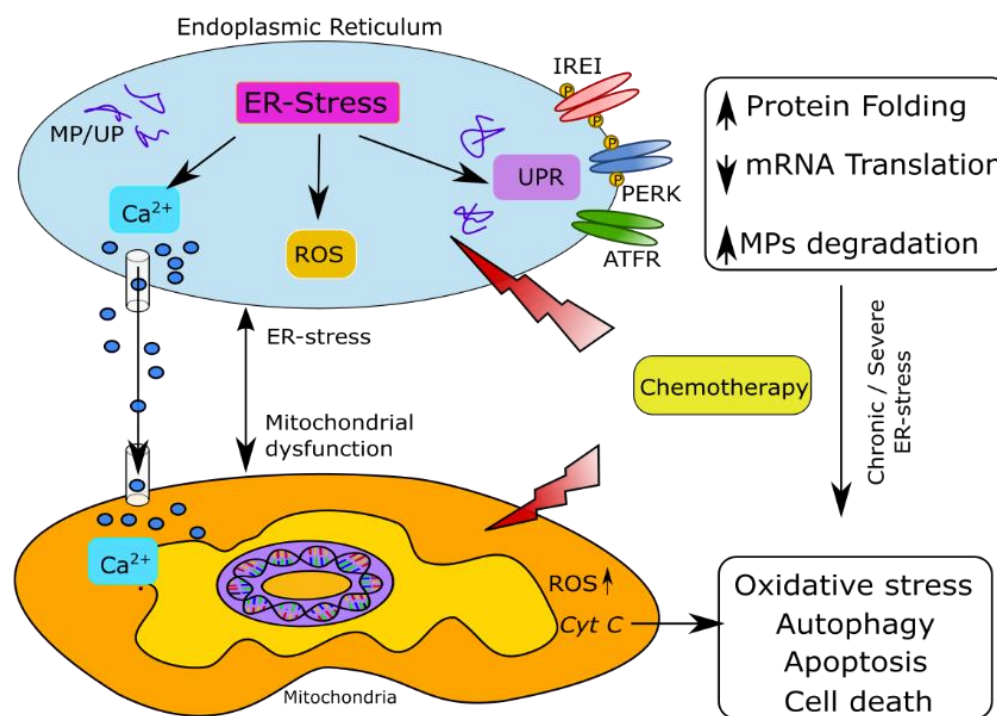 Endoplasmic Reticulum
IREI
P
P
P
P
PERK
ATFR
ER-Stress
MP/UP
UPR
Ca2+
ROS
Protein Folding
mRNA Translation
MPs degradation
ER-stress
Mitochondrial
dysfunction
Chemotherapy
Chronic / Severe
ER-stress
Ca2+
ROS
Cyt C
Mitochondria
Oxidative stress
Autophagy
Apoptosis
Cell death